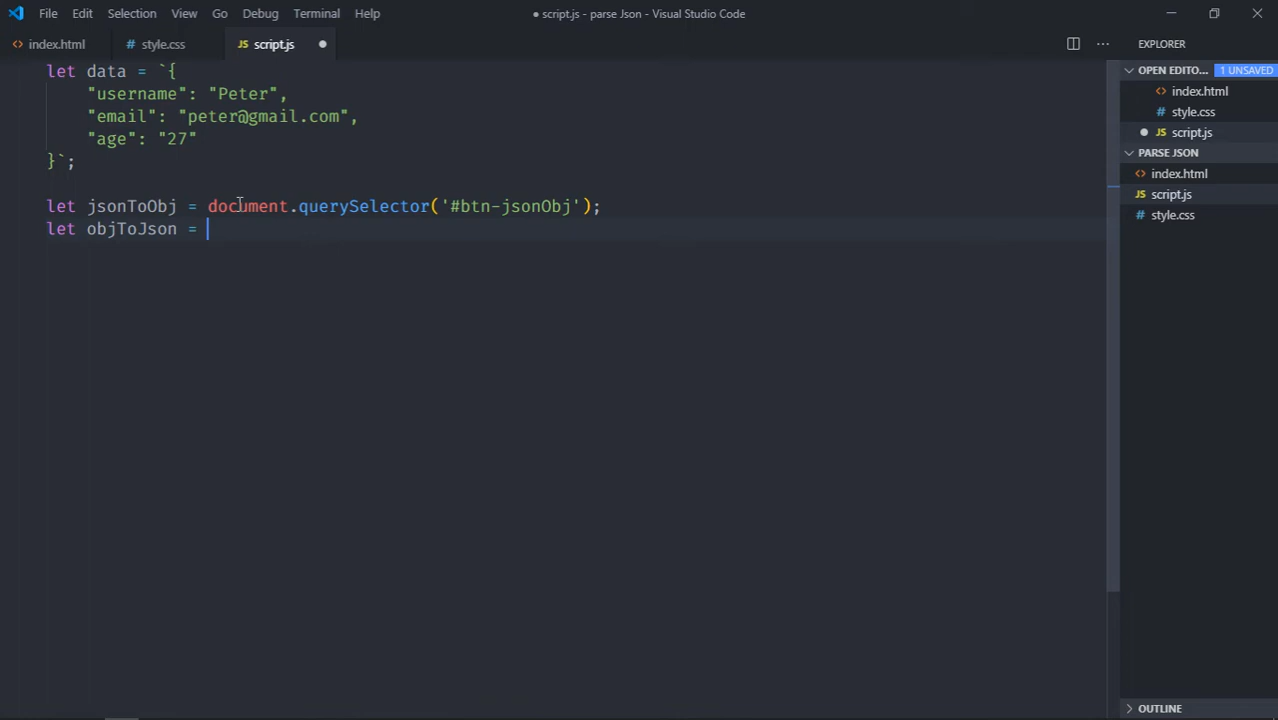 File Edit Selection View Go Debug Terminal Help ● script.js - parse Json - Visual Studio Code
<> index.html style.css JS script.js ● ··· EXPLORER
let data = `{
"username": "Peter",
"email": "peter@gmail.com",
"age": "27"
}`;
let jsonToObj = document.querySelector('#btn-jsonObj');
let objToJson =
OPEN EDITO... 1 UNSAVED
<> index.html
style.css
● JS script.js
PARSE JSON
<> index.html
JS script.js
style.css
OUTLINE